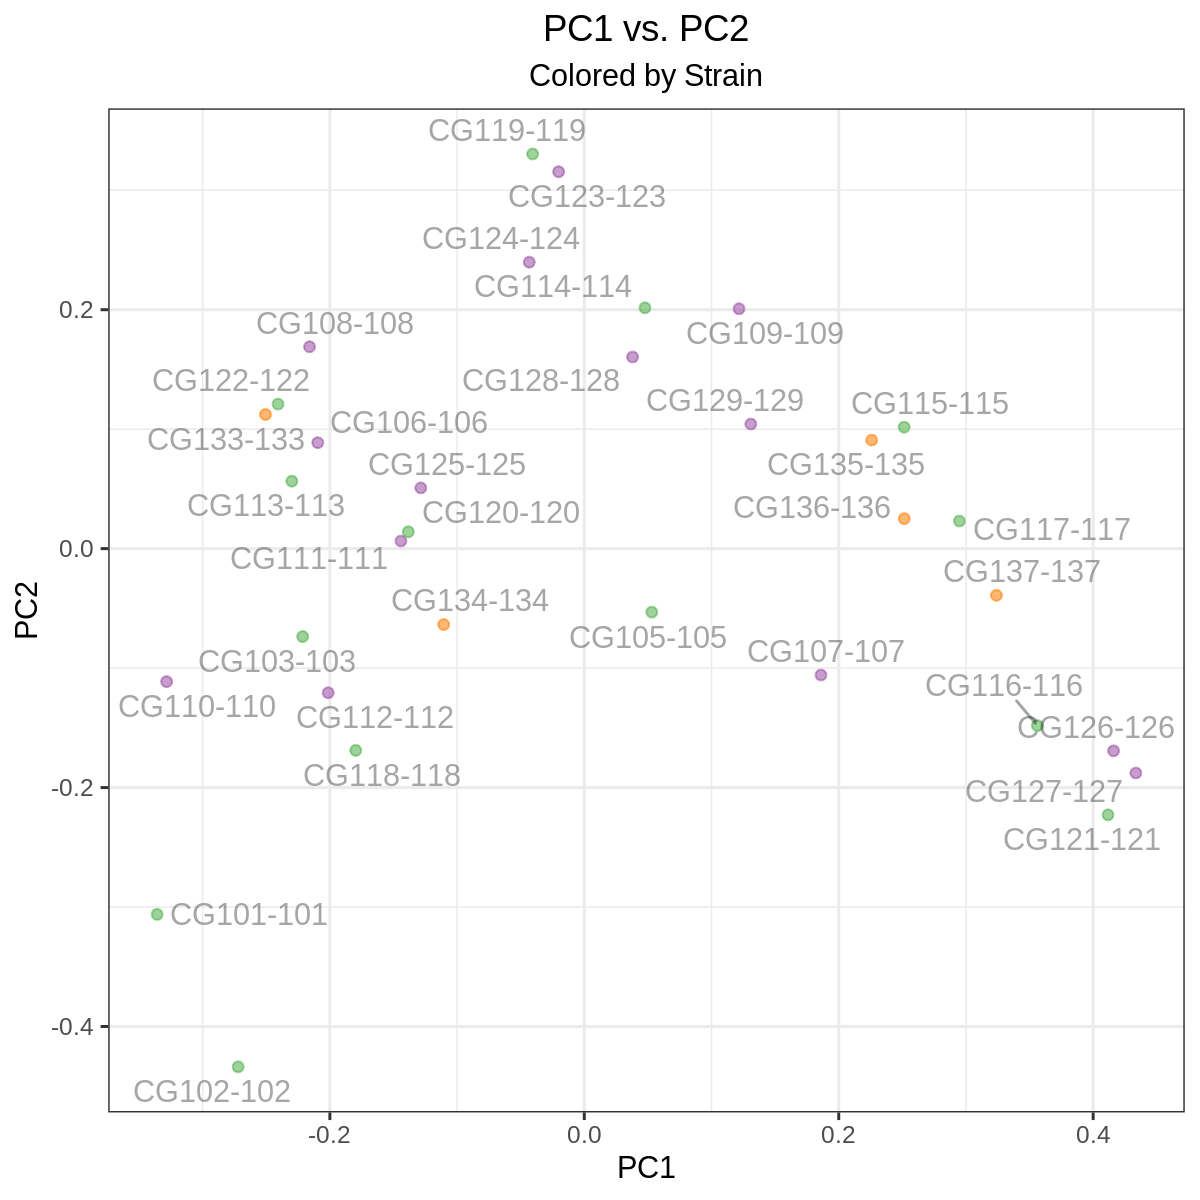 PC1 vs. PC2
Colored by Strain
CG119-119
CG123-123
CG124-124
CG114-114
0.2
CG108-108
CG109-109
CG122-122
CG128-128
CG129-129
CG115-115
CG106-106
CG133-133
CG125-125
CG135-135
CG113-113
CG120-120
CG136-136
CG117-117
0.0
CG111-111
CG137-137
CG134-134
PC2
CG105-105
CG107-107
CG103-103
CG116-116
CG110-110
CG112-112
CG126-126
CG118-118
-0.2
CG127-127
CG121-121
CG101-101
-0.4
CG102-102
-0.2
0.0
0.2
0.4
PC1